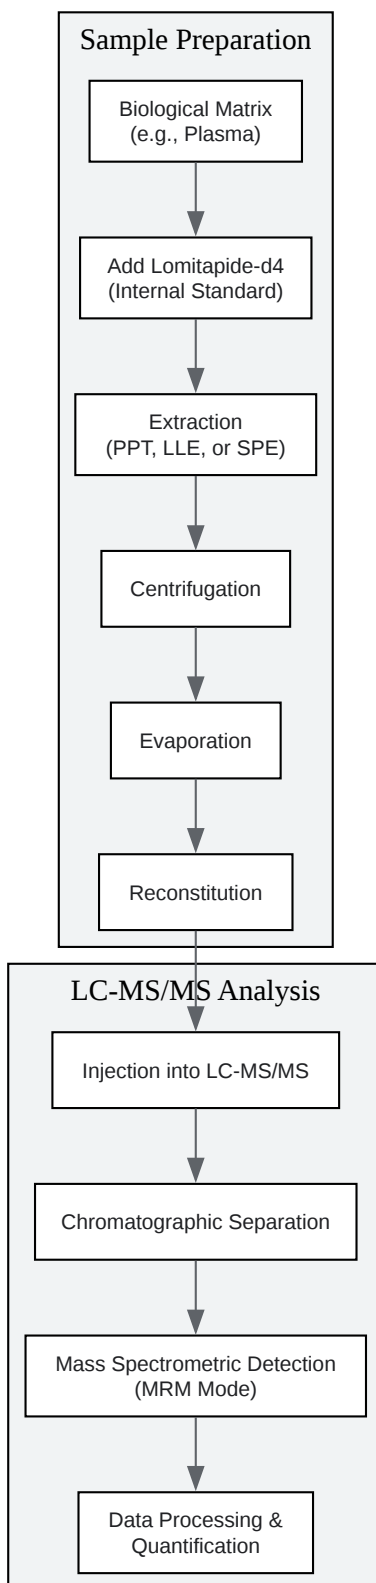 Sample Preparation
Biological Matrix
(e.g., Plasma)
Add Lomitapide-d4
(Internal Standard)
Extraction
(PPT, LLE, or SPE)
Centrifugation
Evaporation
Reconstitution
LC-MS/MS Analysis
Injection into LC-MS/MS
Chromatographic Separation
Mass Spectrometric Detection
(MRM Mode)
Data Processing &
Quantification